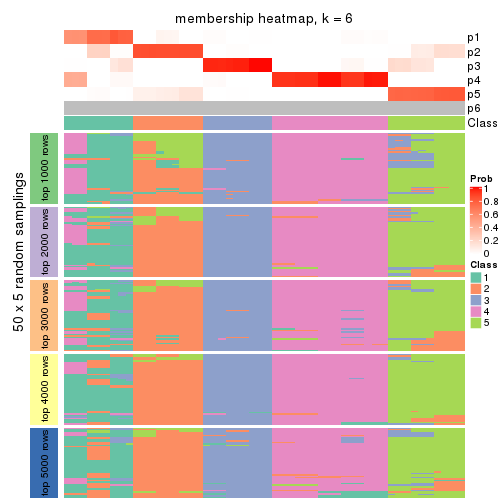 membership heatmap, k = 6
p1
p2
p3
p4
p5
p6
Class
50 x 5 random samplings
top 1000 rows
top 2000 rows
top 3000 rows
top 4000 rows
top 5000 rows
Prob
1
0.8
0.6
0.4
0.2
0
Class
1
2
3
4
5